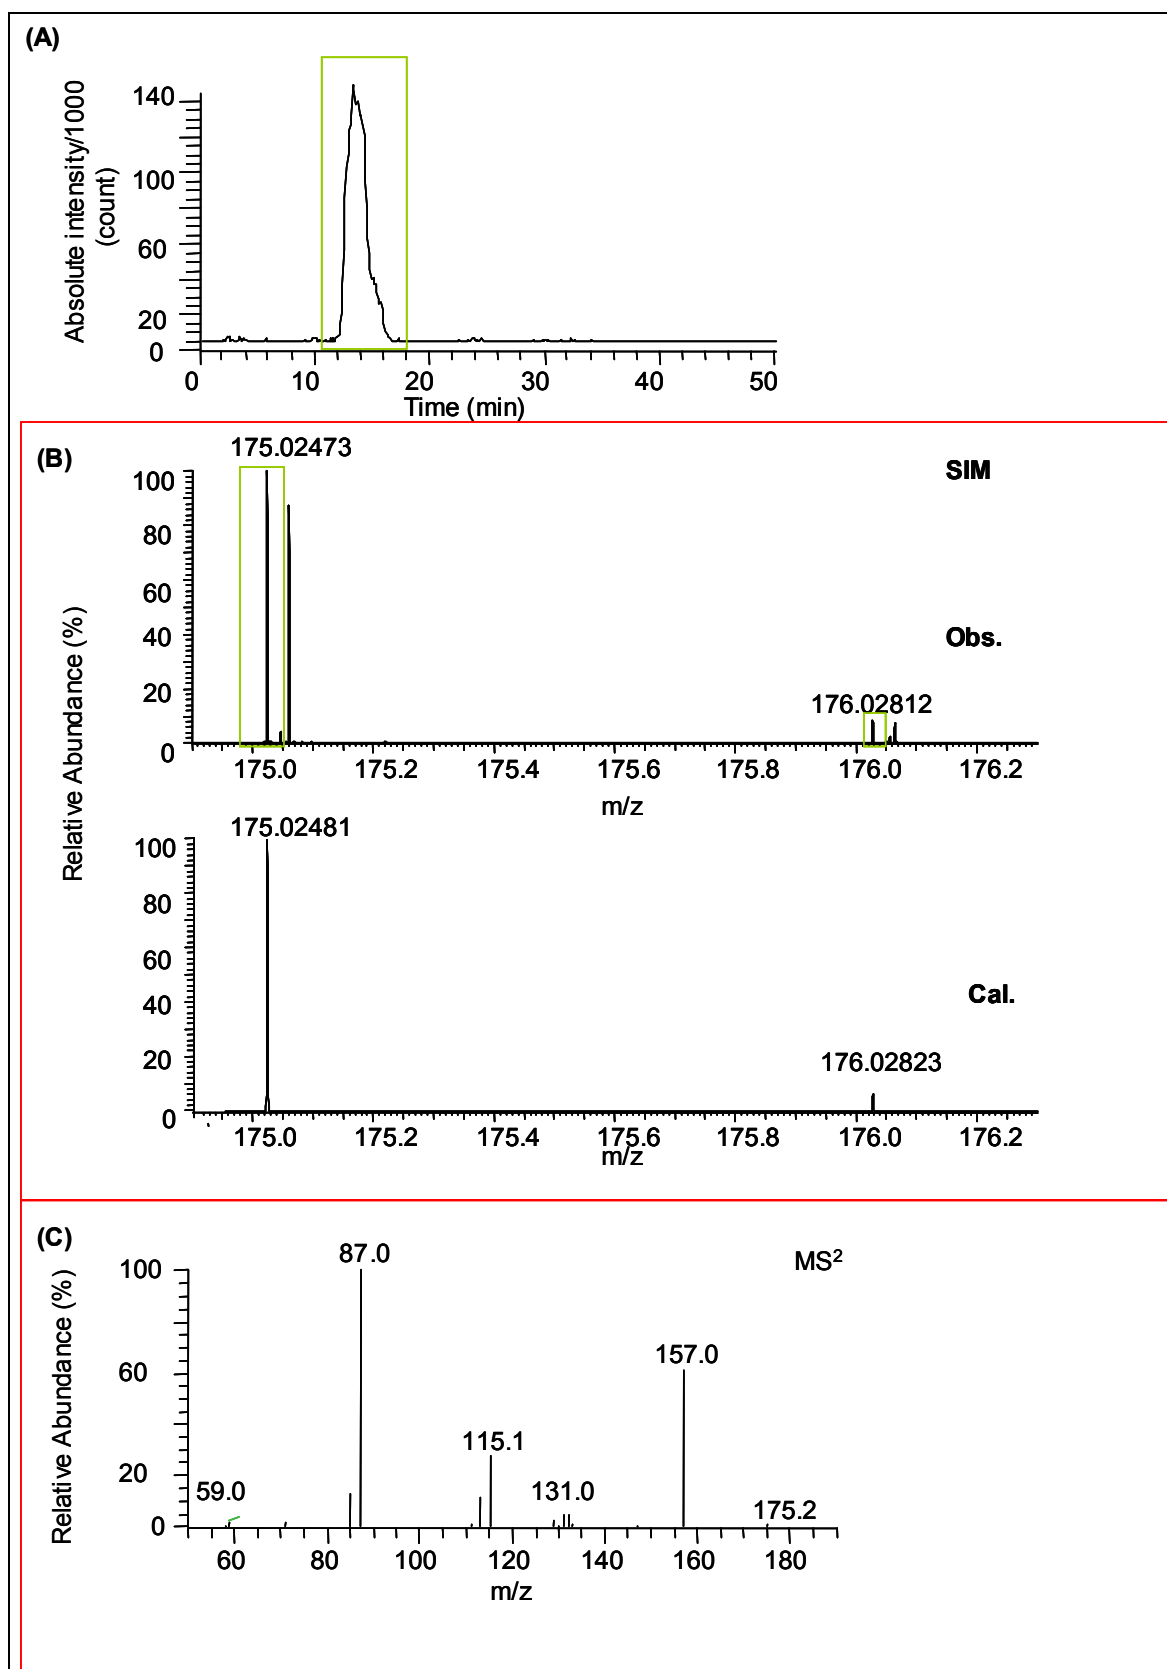 (A)
Absolute intensity/1000
(count)
140
100
60
20
0
0 10 20 30 40 50
Time (min)
(B)
175.02473
SIM
Relative Abundance (%)
100
80
60
40
20
0
Obs.
176.02812
175.0 175.2 175.4 175.6 175.8 176.0 176.2
m/z
175.02481
100
80
60
40
20
0
Cal.
176.02823
175.0 175.2 175.4 175.6 175.8 176.0 176.2
m/z
(C)
MS²
Relative Abundance (%)
100
60
20
0
87.0
157.0
115.1
59.0
131.0
175.2
60 80 100 120 140 160 180
m/z